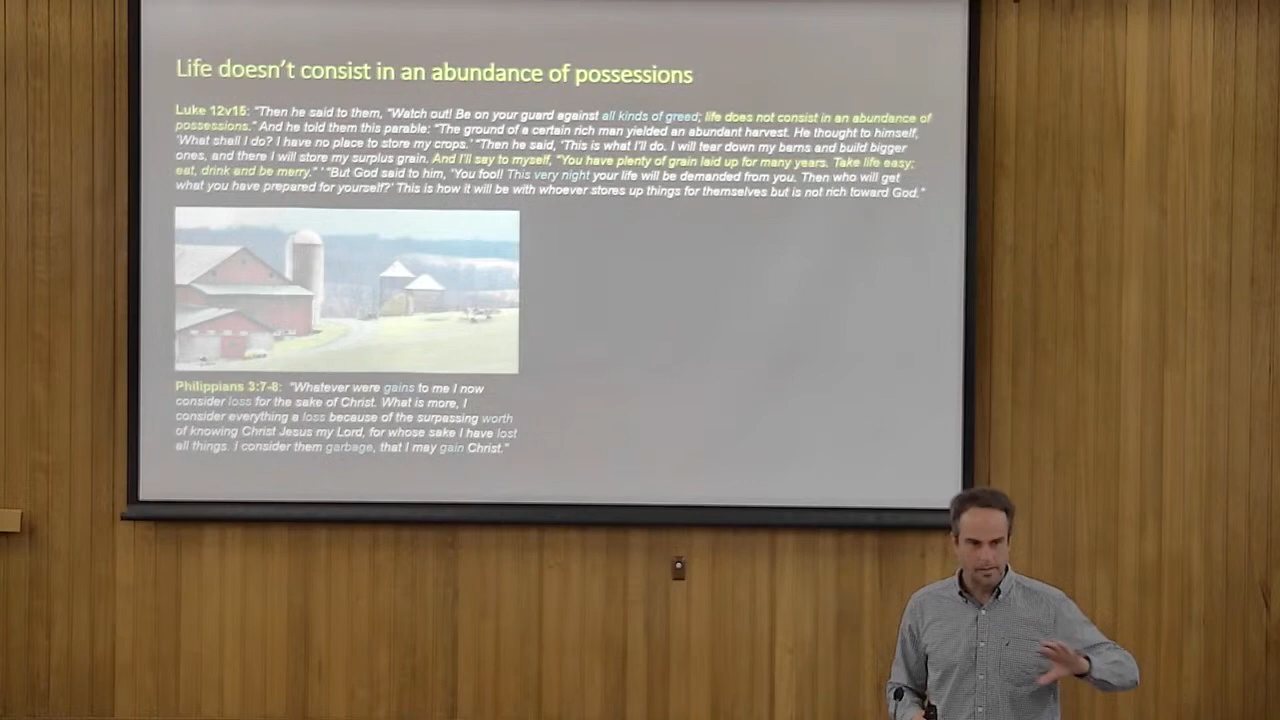 Life doesn't consist in an abundance of possessions
Luke 12v15: "Then he said to them, "Watch out! Be on your guard against all kinds of greed; life does not consist in an abundance of
possessions." And he told them this parable: "The ground of a certain rich man yielded an abundant harvest. He thought to himself,
'What shall I do? I have no place to store my crops.' "Then he said, 'This is what I'll do. I will tear down my barns and build bigger
ones, and there I will store my surplus grain. And I'll say to myself, "You have plenty of grain laid up for many years. Take life easy;
eat, drink and be merry." ' "But God said to him, 'You fool! This very night your life will be demanded from you. Then who will get
what you have prepared for yourself?' This is how it will be with whoever stores up things for themselves but is not rich toward God."
Philippians 3:7-8: "Whatever were gains to me I now
consider loss for the sake of Christ. What is more, I
consider everything a loss because of the surpassing worth
of knowing Christ Jesus my Lord, for whose sake I have lost
all things. I consider them garbage, that I may gain Christ."